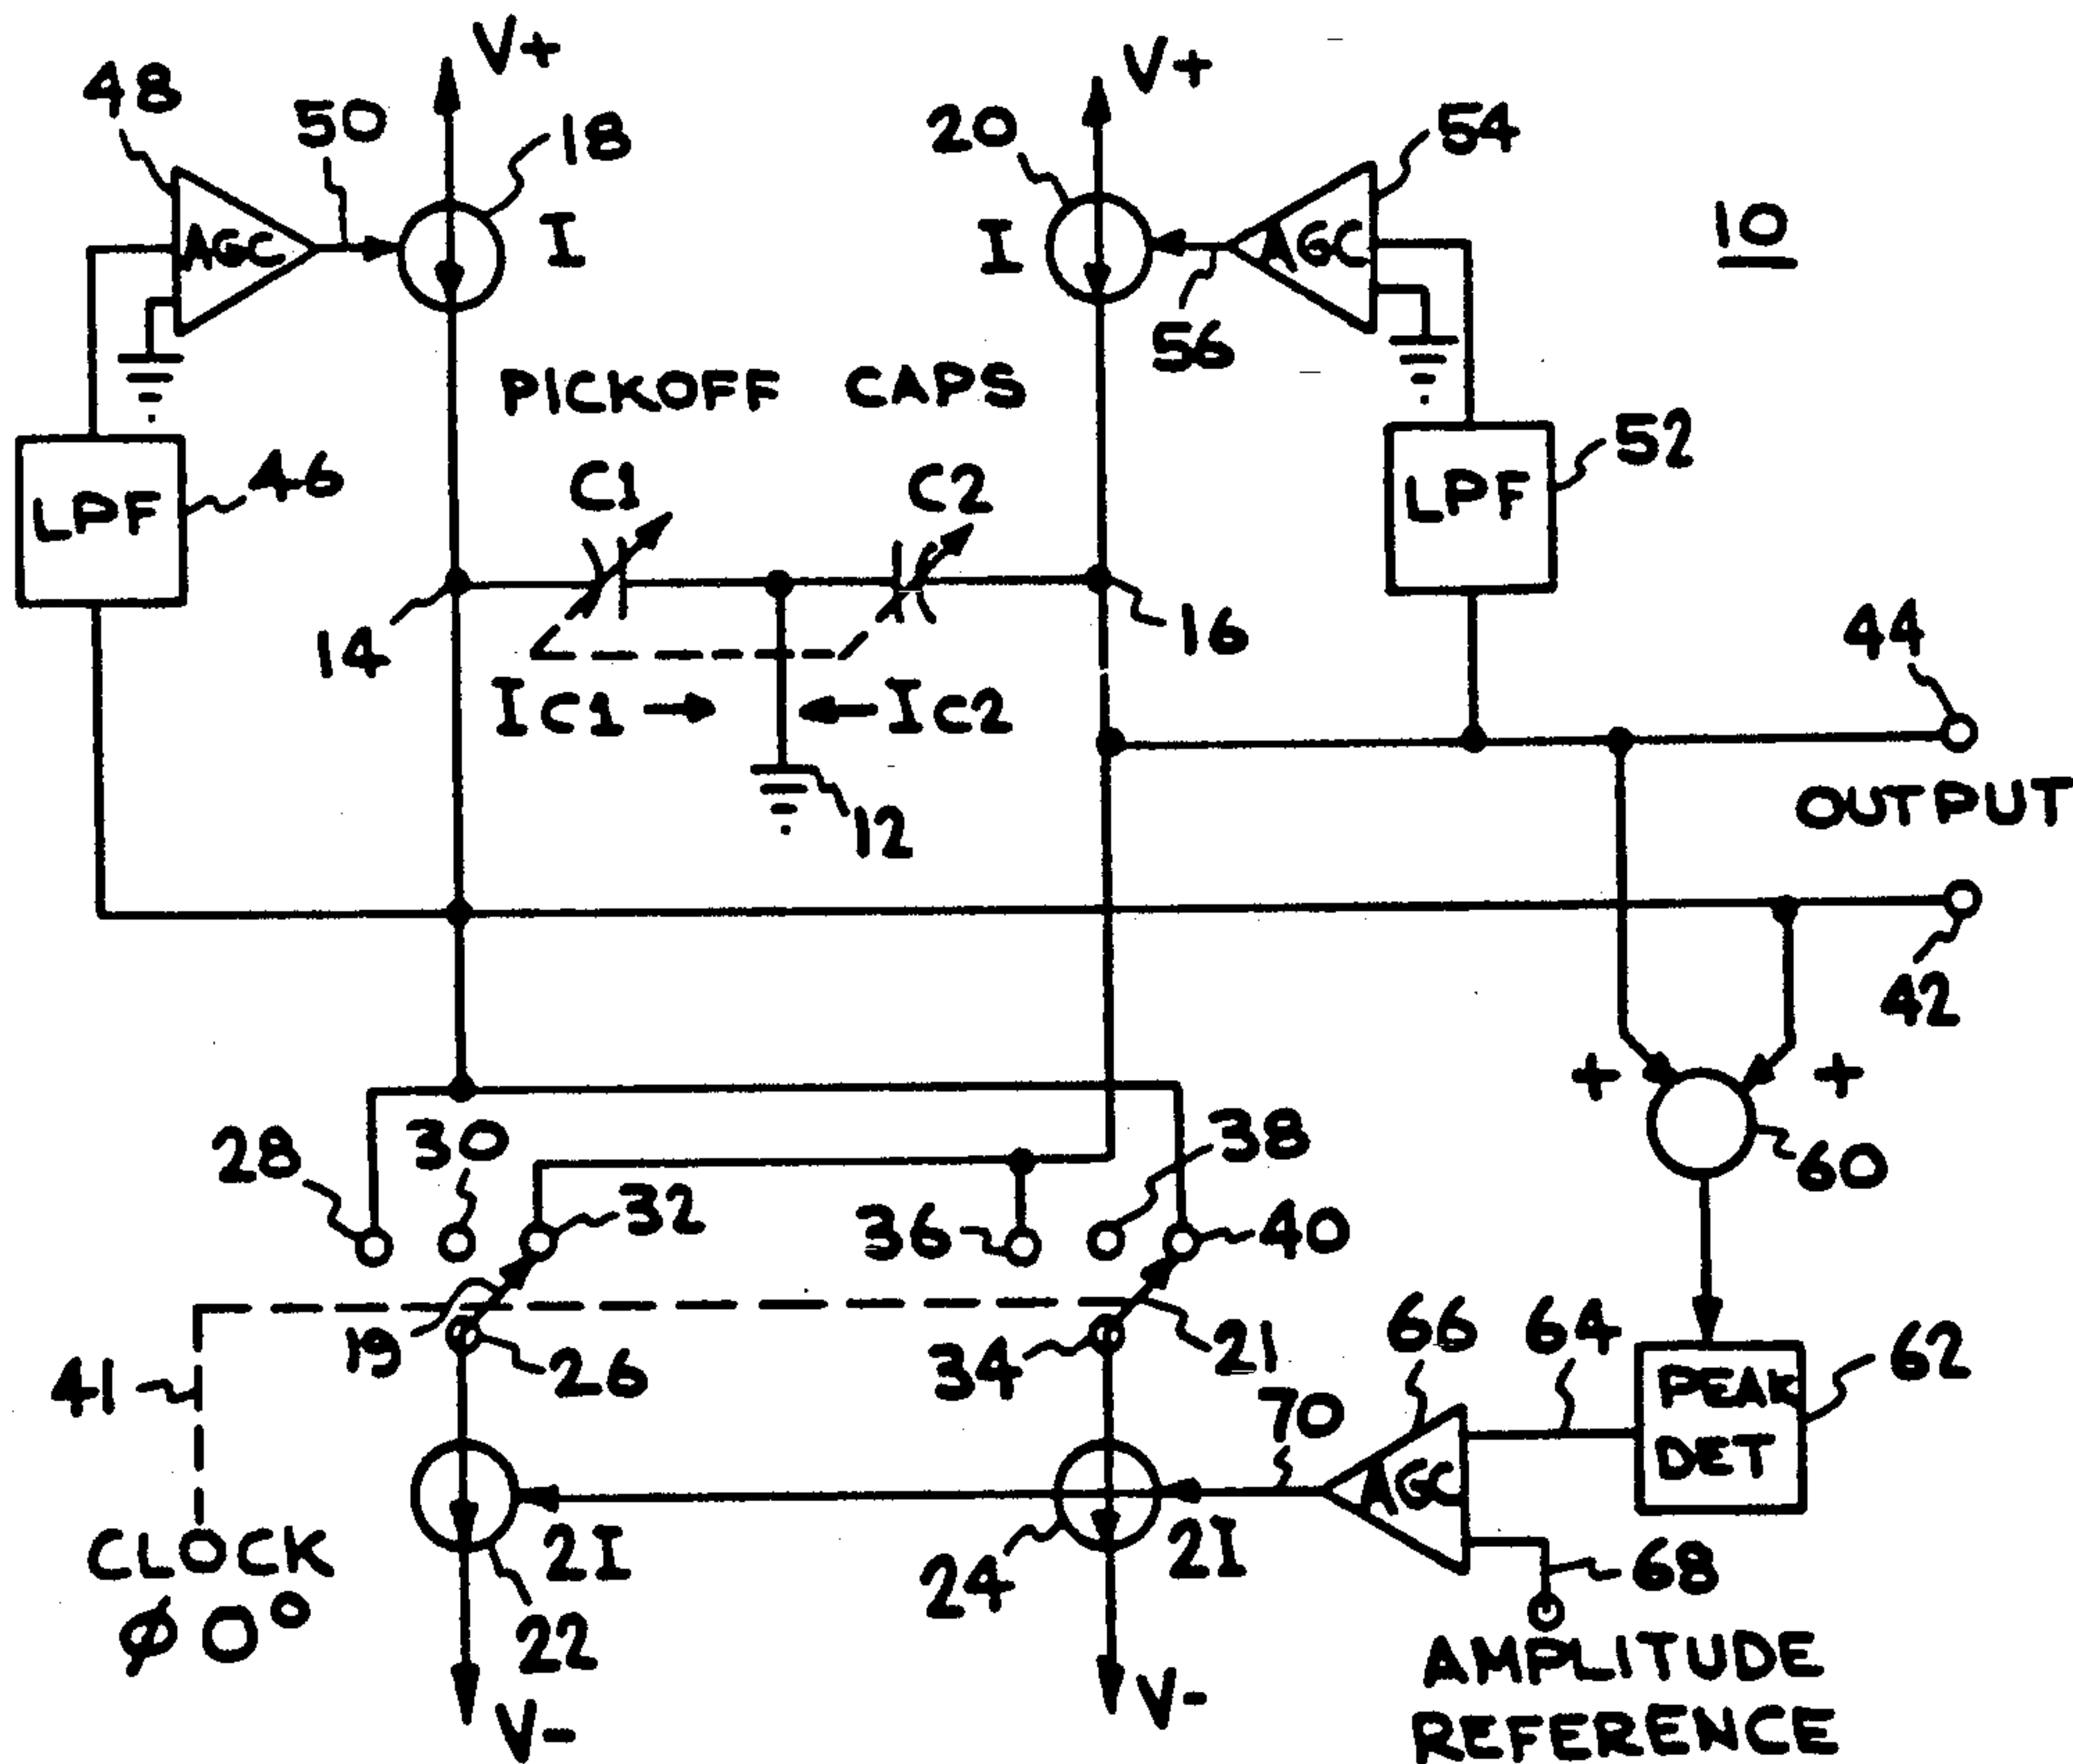 V+
V+
48
50
18
20
54
10
AGC
I
I
AGC
56
PICKOFF CAPS
46
C1
C2
52
LPF
LPF
14
16
44
IC1
IC2
12
OUTPUT
42
+
+
28
30
38
60
32
36
40
19
26
34
21
66
64
62
41
70
PEAK
DET
AGC
CLOCK
2I
24
2I
68
φ 0°
22
AMPLITUDE
V-
V-
REFERENCE